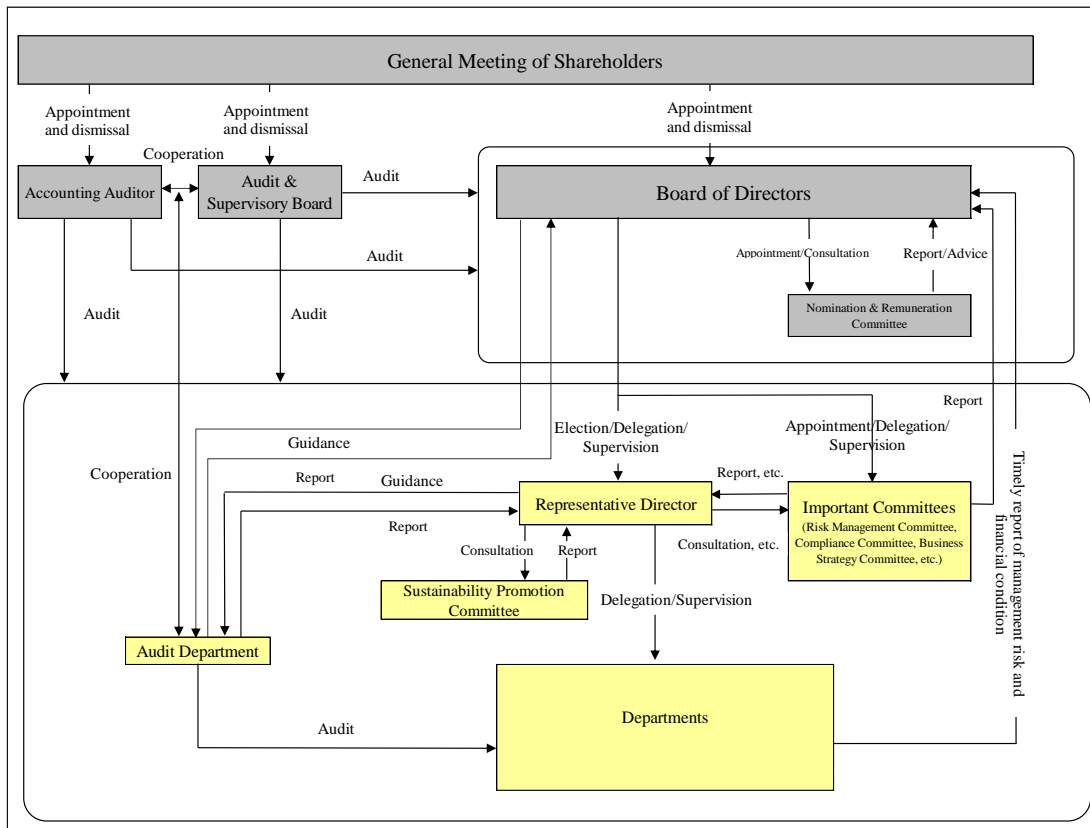 General Meeting of Shareholders
Appointment
and dismissal
Appointment
and dismissal
Appointment
and dismissal
Cooperation
Accounting Auditor
Audit &
Supervisory Board
Audit
Board of Directors
Audit
Appointment/Consultation
Report/Advice
Nomination & Remuneration
Committee
Audit
Audit
Report
Election/Delegation/
Supervision
Appointment/Delegation/
Supervision
Guidance
Cooperation
Report
Guidance
Report, etc.
Representative Director
Important Committees
(Risk Management Committee,
Compliance Committee, Business
Strategy Committee, etc.)
Report
Consultation
Report
Consultation, etc.
Timely report of management risk and
financial condition
Sustainability Promotion
Committee
Delegation/Supervision
Audit Department
Departments
Audit